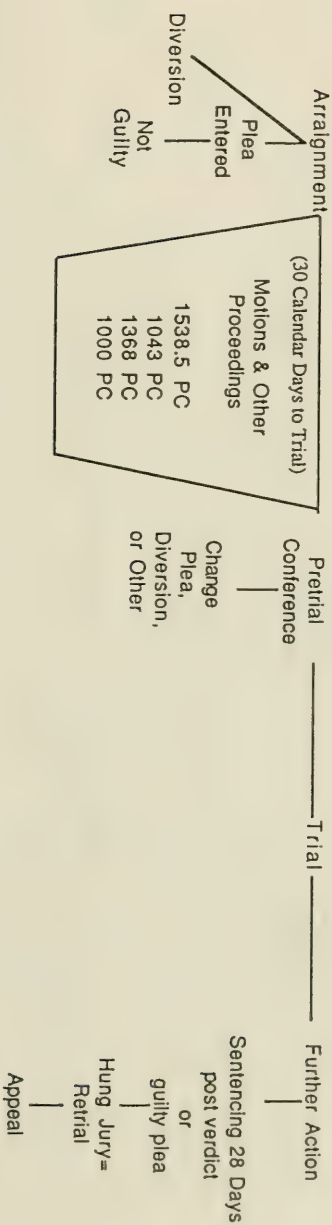 Arraignment
Plea
Entered
Not
Guilty
Diversion
(30 Calendar Days to Trial)
Motions & Other
Proceedings
1538.5 PC
1043 PC
1368 PC
1000 PC
Pretrial
Conference
Change
Plea,
Diversion,
or Other
Trial
Further Action
Sentencing 28 Days
post verdict
or
guilty plea
Hung Jury=
Retrial
Appeal